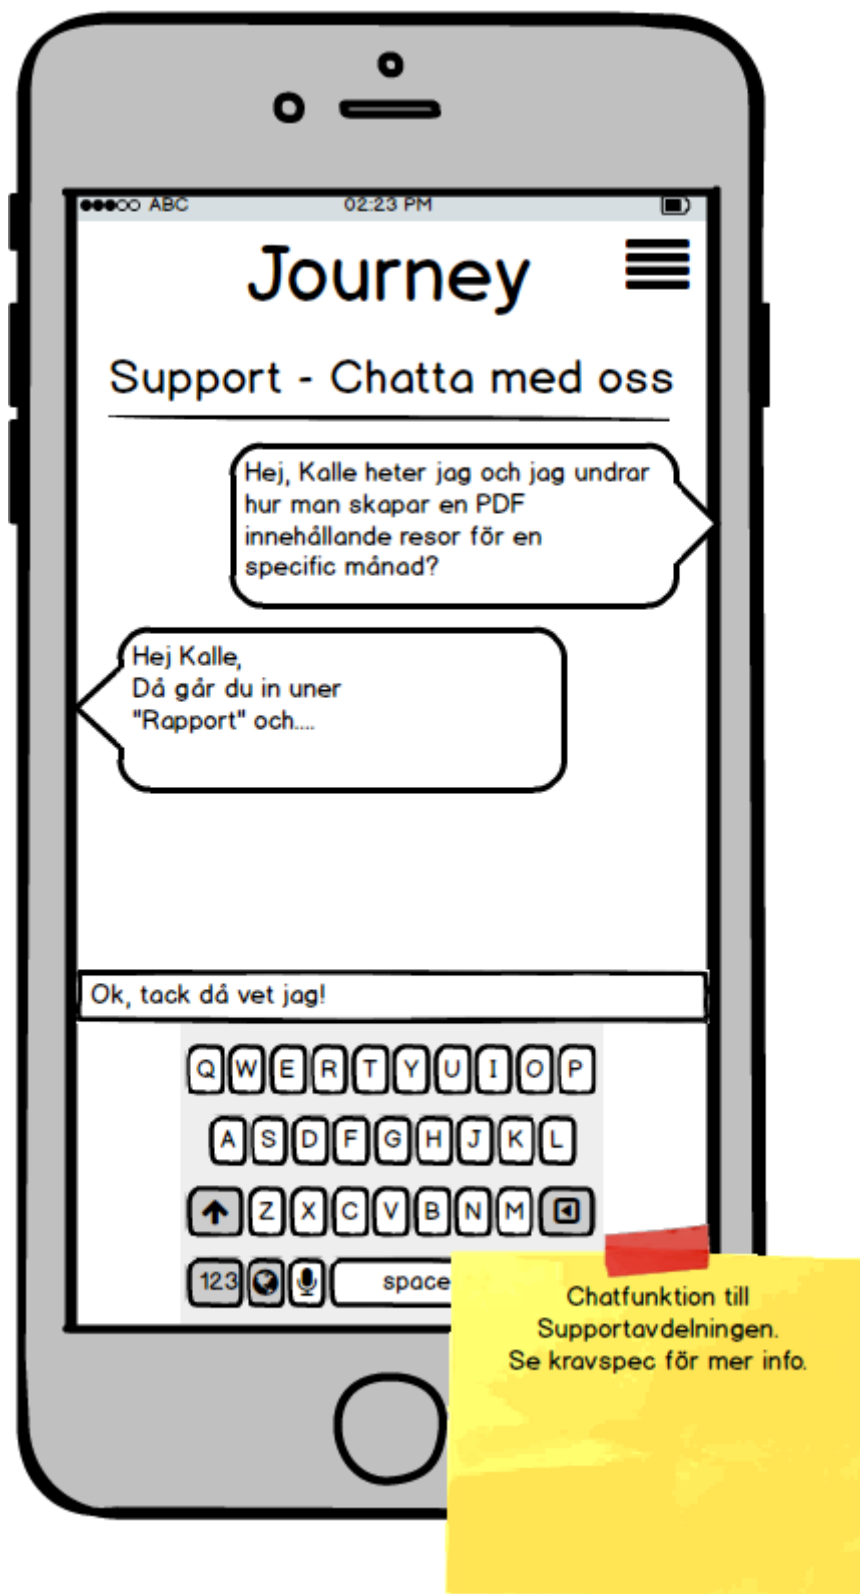 ABC 02:23 PM
Journey
Support - Chatta med oss
Hej, Kalle heter jag och jag undrar
hur man skapar en PDF
innehållande resor för en
specific månad?
Hej Kalle,
Då går du in uner
"Rapport" och....
Ok, tack då vet jag!
Q W E R T Y U I O P
A S D F G H J K L
Z X C V B N M
123 space
Chatfunktion till
Supportavdelningen.
Se kravspec för mer info.